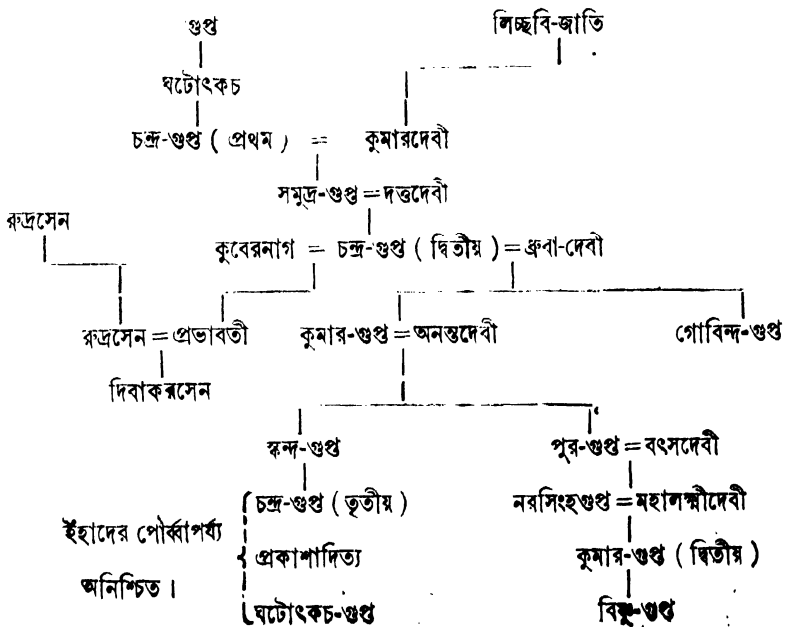 গুপ্ত লিচ্ছবি-জাতি
ঘটোৎকচ
চন্দ্র-গুপ্ত ( প্রথম ) = কুমারদেবী
সমুদ্র-গুপ্ত = দত্তদেবী
রুদ্রসেন
কুবেরনাগ = চন্দ্র-গুপ্ত ( দ্বিতীয় ) = ধ্রুবা-দেবী
রুদ্রসেন = প্রভাবতী কুমার-গুপ্ত = অনন্তদেবী গোবিন্দ-গুপ্ত
দিবাকরসেন
স্কন্দ-গুপ্ত পুর-গুপ্ত = বৎসদেবী
চন্দ্র-গুপ্ত ( তৃতীয় ) নরসিংহগুপ্ত = মহালক্ষ্মীদেবী
ইঁহাদের পৌর্ব্বাপর্য্য
প্রকাশাদিত্য কুমার-গুপ্ত ( দ্বিতীয় )
অনিশ্চিত ।
ঘটোৎকচ-গুপ্ত বিষ্ণু-গুপ্ত